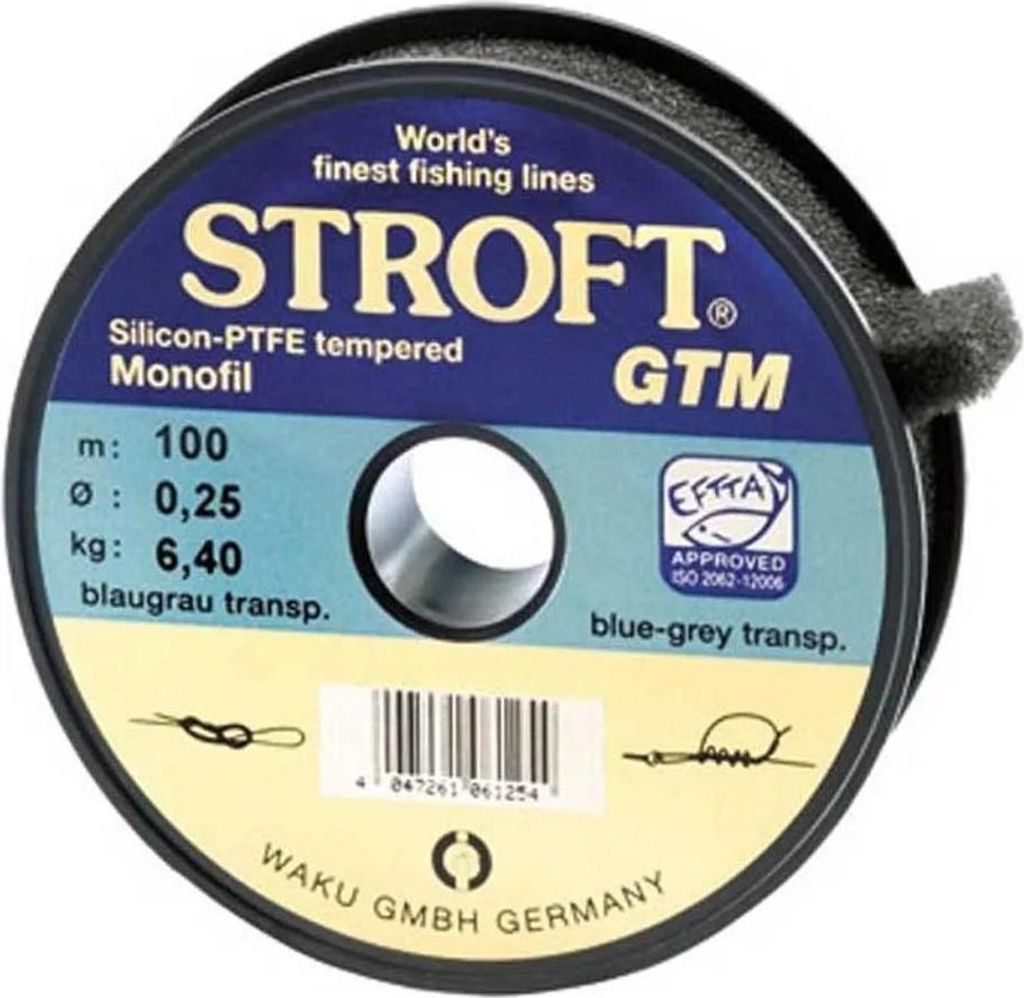 World's
finest fishing lines
STROFT®
Silicon-PTFE tempered
Monofil
GTM
m: 100
Ø : 0,25
kg: 6,40
blaugrau transp.
EFTTA
APPROVED
ISO 2062-12006
blue-grey transp.
4 047261 061254
WAKU GMBH GERMANY